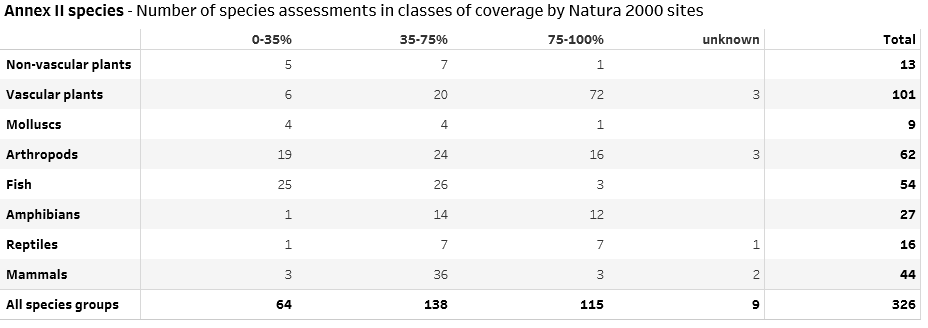 Annex II species - Number of species assessments in classes of coverage by Natura 2000 sites
0-35% 35-75% 75-100% unknown Total
Non-vascular plants 5 7 1 13
Vascular plants 6 20 72 3 101
Molluscs 4 4 1 9
Arthropods 19 24 16 3 62
Fish 25 26 3 54
Amphibians 1 14 12 27
Reptiles 1 7 7 1 16
Mammals 3 36 3 2 44
All species groups 64 138 115 9 326